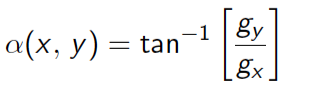 α(x, y) = tan⁻¹ [g_y / g_x]